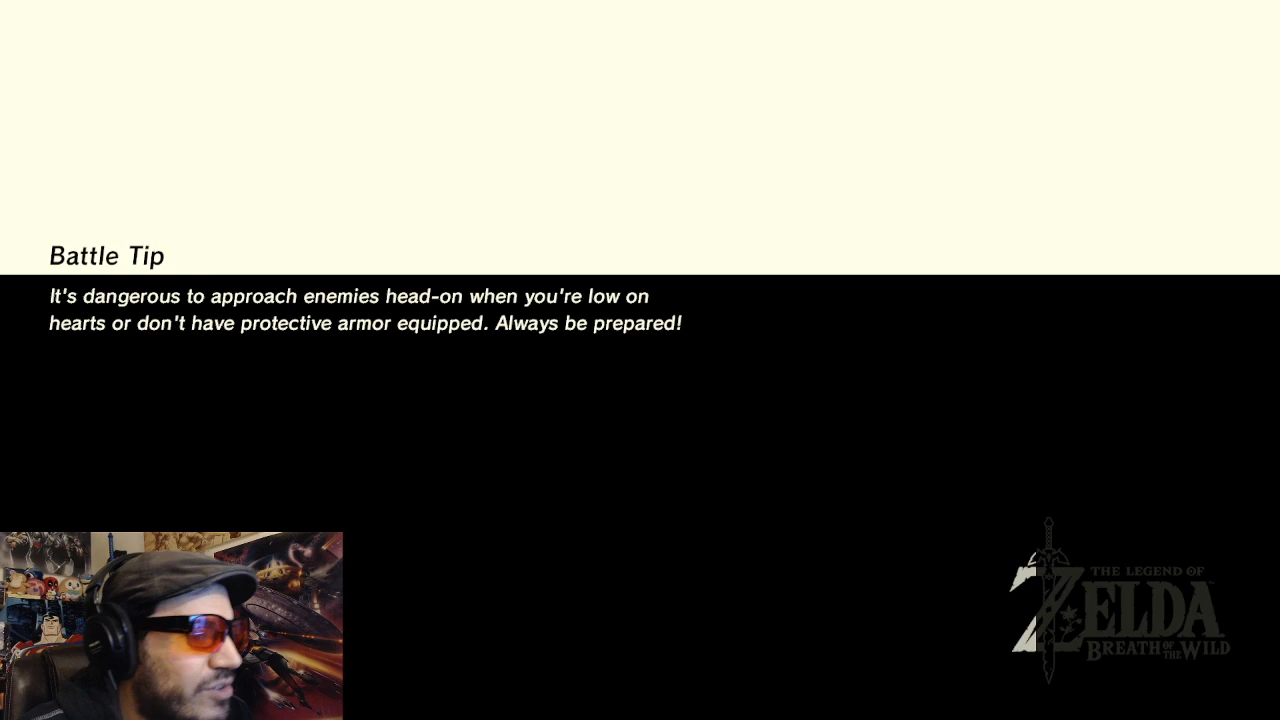 Battle Tip
It's dangerous to approach enemies head-on when you're low on
hearts or don't have protective armor equipped. Always be prepared!
THE LEGEND OF
ZELDA
BREATH OF THE WILD